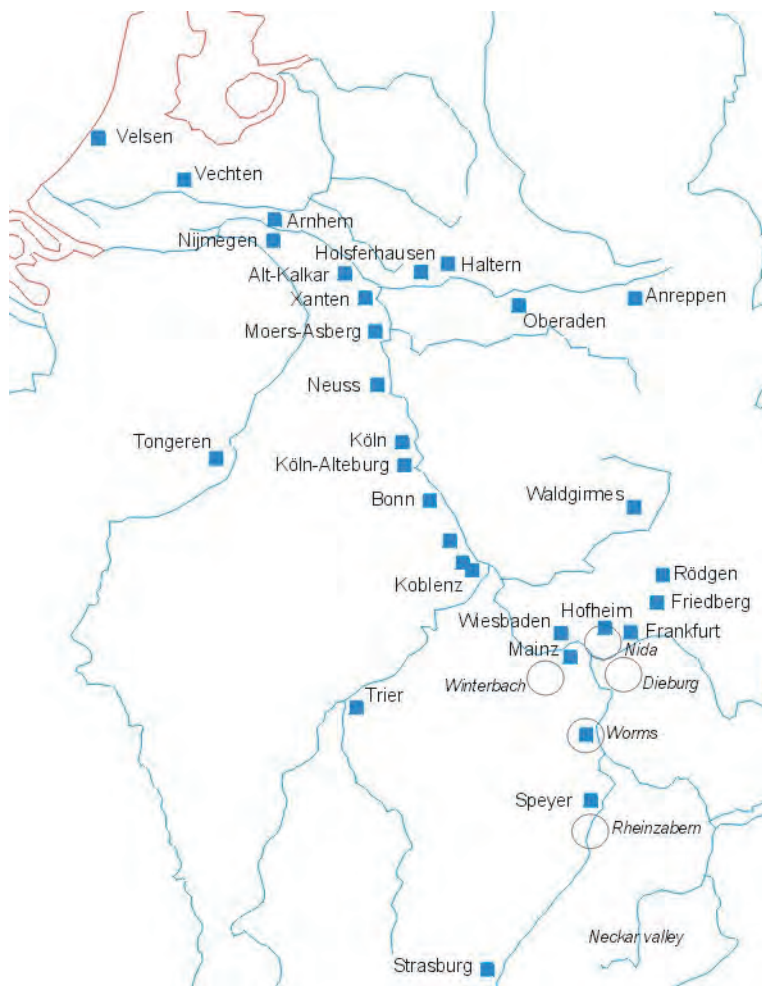 Velsen
Vechten
Arnhem
Nijmegen
Holsferhausen
Haltern
Alt-Kalkar
Xanten
Anreppen
Oberaden
Moers-Asberg
Neuss
Tongeren
Köln
Köln-Alteburg
Bonn
Waldgirmes
Koblenz
Rödgen
Friedberg
Hofheim
Wiesbaden
Frankfurt
Nida
Mainz
Winterbach
Dieburg
Trier
Worms
Speyer
Rheinzabern
Neckar valley
Strasburg